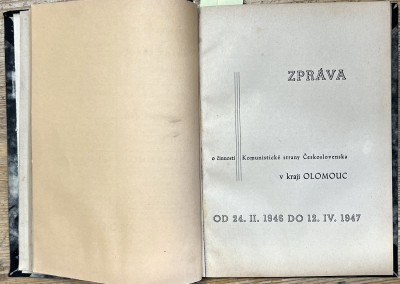 ZPRÁVA
o činnosti Komunistické strany Československa
v kraji OLOMOUC
OD 24. II. 1946 DO 12. IV. 1947